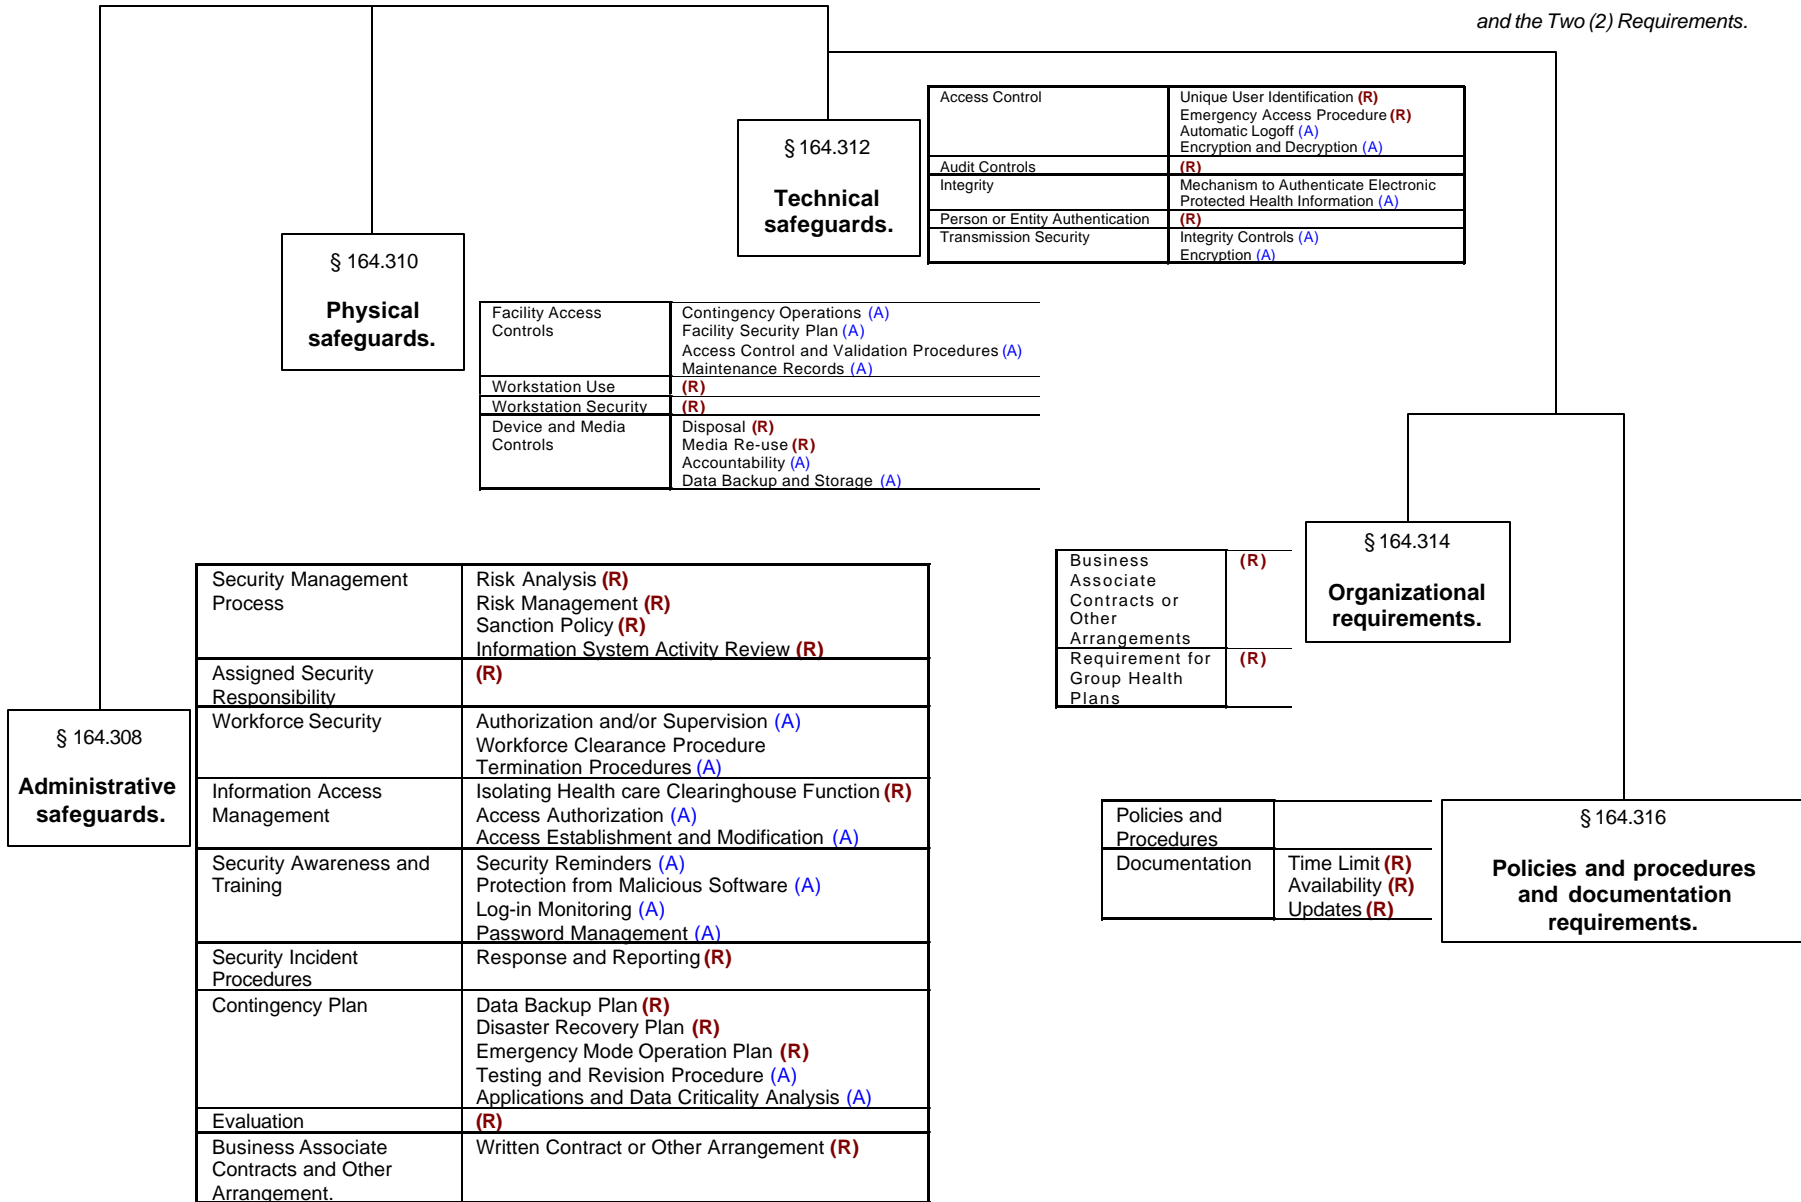 and the Two (2) Requirements.
§ 164.312
Technical
safeguards.
Access Control
Unique User Identification (R)
Emergency Access Procedure (R)
Automatic Logoff (A)
Encryption and Decryption (A)
Audit Controls
(R)
Integrity
Mechanism to Authenticate Electronic
Protected Health Information (A)
Person or Entity Authentication
(R)
Transmission Security
Integrity Controls (A)
Encryption (A)
§ 164.310
Physical
safeguards.
Facility Access
Controls
Contingency Operations (A)
Facility Security Plan (A)
Access Control and Validation Procedures (A)
Maintenance Records (A)
Workstation Use
(R)
Workstation Security
(R)
Device and Media
Controls
Disposal (R)
Media Re-use (R)
Accountability (A)
Data Backup and Storage (A)
§ 164.314
Organizational
requirements.
Business
Associate
Contracts or
Other
Arrangements
(R)
Requirement for
Group Health
Plans
(R)
§ 164.308
Administrative
safeguards.
Security Management
Process
Risk Analysis (R)
Risk Management (R)
Sanction Policy (R)
Information System Activity Review (R)
Assigned Security
Responsibility
(R)
Workforce Security
Authorization and/or Supervision (A)
Workforce Clearance Procedure
Termination Procedures (A)
Information Access
Management
Isolating Health care Clearinghouse Function (R)
Access Authorization (A)
Access Establishment and Modification (A)
Security Awareness and
Training
Security Reminders (A)
Protection from Malicious Software (A)
Log-in Monitoring (A)
Password Management (A)
Security Incident
Procedures
Response and Reporting (R)
Contingency Plan
Data Backup Plan (R)
Disaster Recovery Plan (R)
Emergency Mode Operation Plan (R)
Testing and Revision Procedure (A)
Applications and Data Criticality Analysis (A)
Evaluation
(R)
Business Associate
Contracts and Other
Arrangement.
Written Contract or Other Arrangement (R)
§ 164.316
Policies and procedures
and documentation
requirements.
Policies and
Procedures
Documentation
Time Limit (R)
Availability (R)
Updates (R)